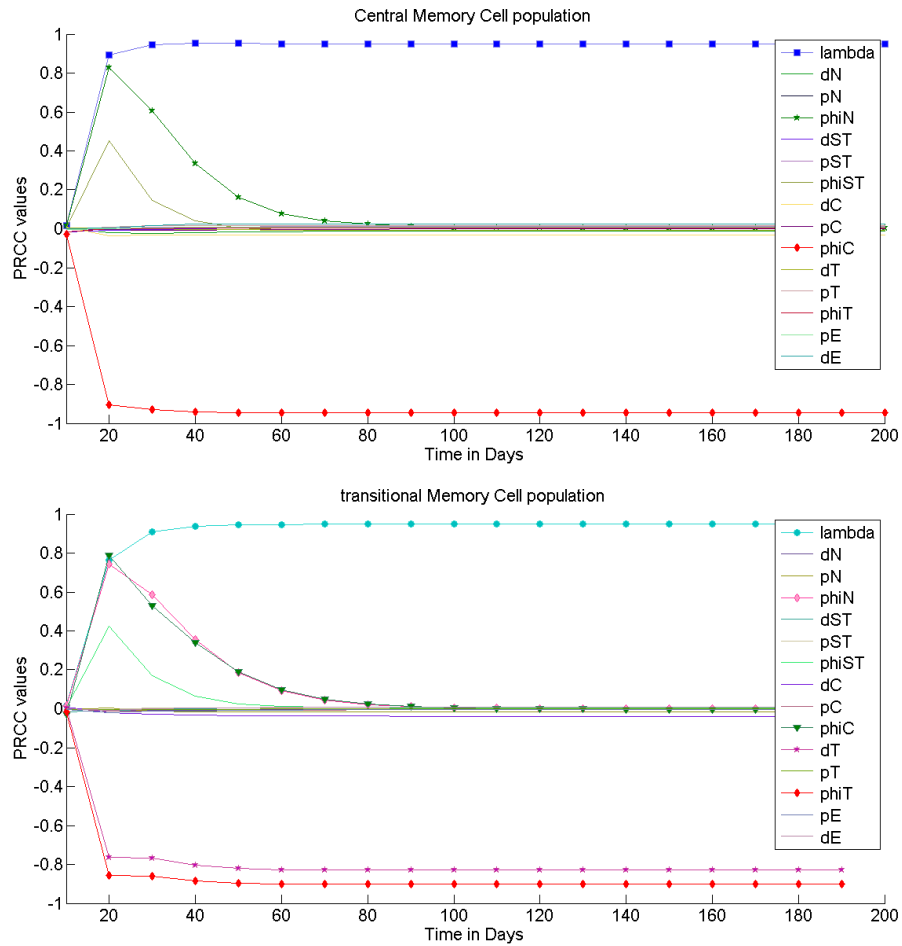 Central Memory Cell population
1
0.8
0.6
0.4
0.2
0
-0.2
-0.4
-0.6
-0.8
-1
PRCC values
20 40 60 80 100 120 140 160 180 200
Time in Days
lambda
dN
pN
phiN
dST
pST
phiST
dC
pC
phiC
dT
pT
phiT
pE
dE
transitional Memory Cell population
1
0.8
0.6
0.4
0.2
0
-0.2
-0.4
-0.6
-0.8
-1
PRCC values
20 40 60 80 100 120 140 160 180 200
Time in Days
lambda
dN
pN
phiN
dST
pST
phiST
dC
pC
phiC
dT
pT
phiT
pE
dE